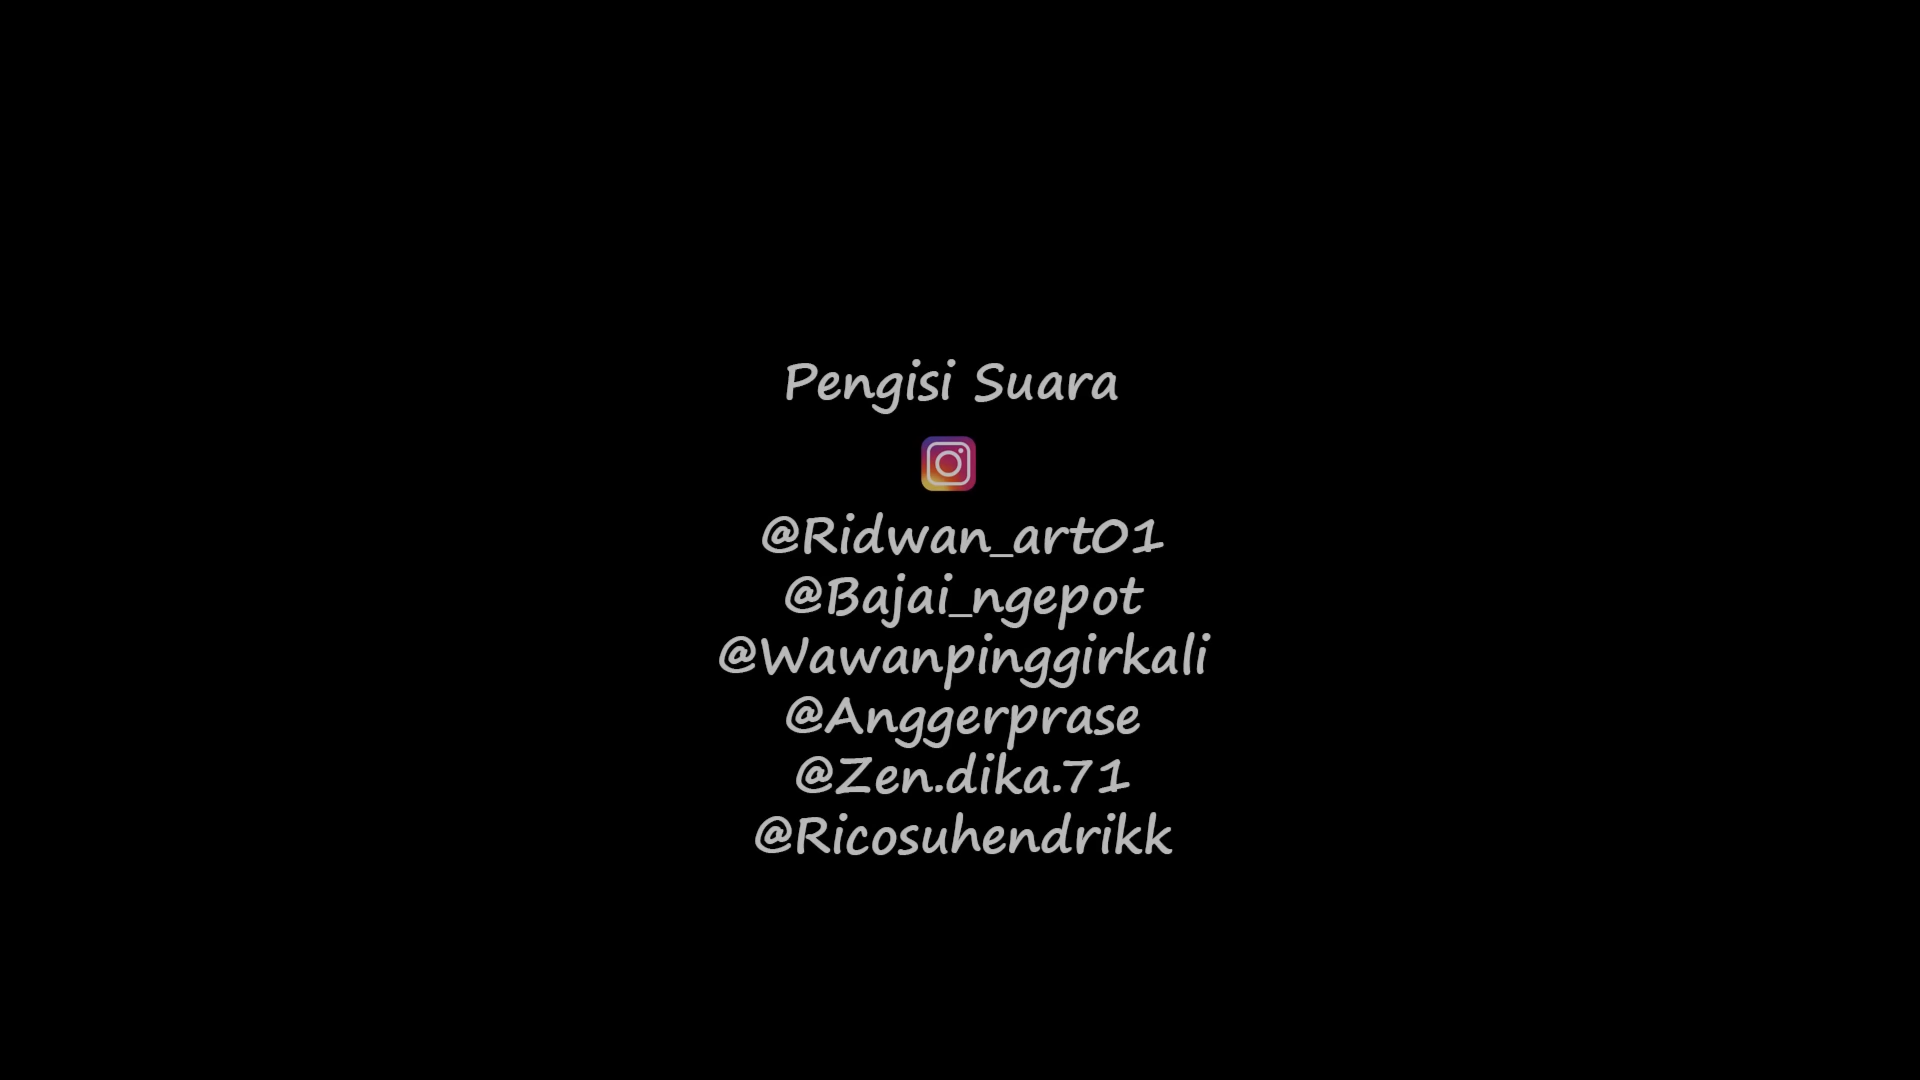 Pengisi Suara
@Ridwan_art01
@Bajai_ngepot
@Wawanpinggirkali
@Anggerprase
@Zen.dika.71
@Ricosuhendrikk